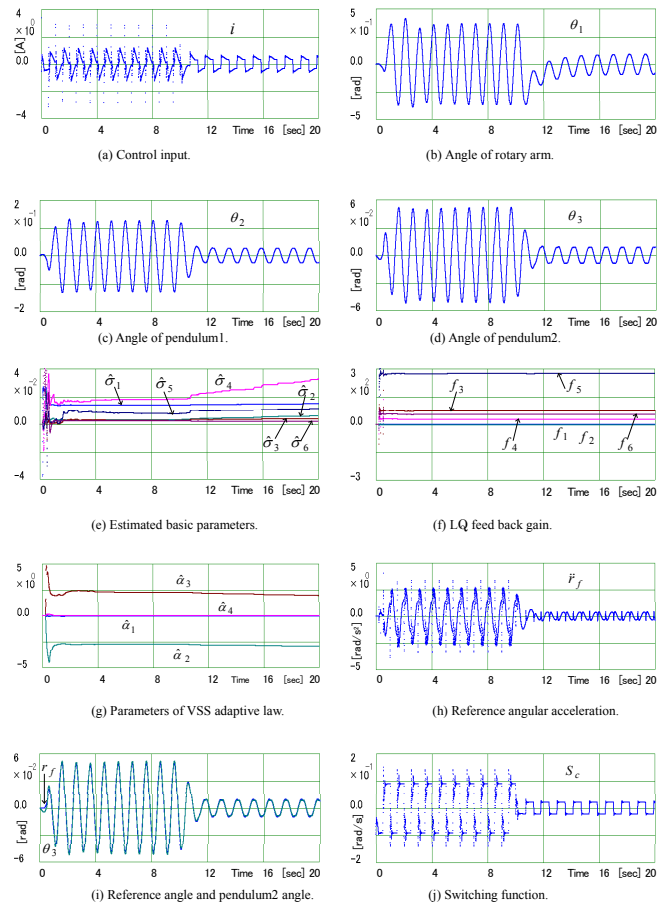 4
× 10⁰
[A]
0.0
-4
i
0 4 8 12 Time 16 [sec] 20
(a) Control input.
5
× 10⁻¹
0.0
[rad]
-5
θ₁
0 4 8 12 Time 16 [sec] 20
(b) Angle of rotary arm.
2
× 10⁻¹
0.0
[rad]
-2
θ₂
0 4 8 12 Time 16 [sec] 20
(c) Angle of pendulum1.
6
× 10⁻²
0.0
[rad]
-6
θ₃
0 4 8 12 Time 16 [sec] 20
(d) Angle of pendulum2.
4
× 10⁻²
0.0
-4
σ̂₁ σ̂₅ σ̂₄ σ̂₂
σ̂₃ σ̂₆
0 4 8 12 Time 16 [sec] 20
(e) Estimated basic parameters.
3
× 10²
0.0
-3
f₃ f₅
f₄ f₁ f₂ f₆
0 4 8 12 Time 16 [sec] 20
(f) LQ feed back gain.
5
× 10⁰
0.0
-5
α̂₃
α̂₄
α̂₁
α̂₂
0 4 8 12 Time 16 [sec] 20
(g) Parameters of VSS adaptive law.
5
× 10⁰
0.0
[rad/s²]
-5
r̈_f
0 4 8 12 Time 16 [sec] 20
(h) Reference angular acceleration.
6
× 10⁻²
0.0
[rad]
-6
r_f
θ₃
0 4 8 12 Time 16 [sec] 20
(i) Reference angle and pendulum2 angle.
2
× 10⁻¹
0.0
[rad/s]
-2
S_c
0 4 8 12 Time 16 [sec] 20
(j) Switching function.